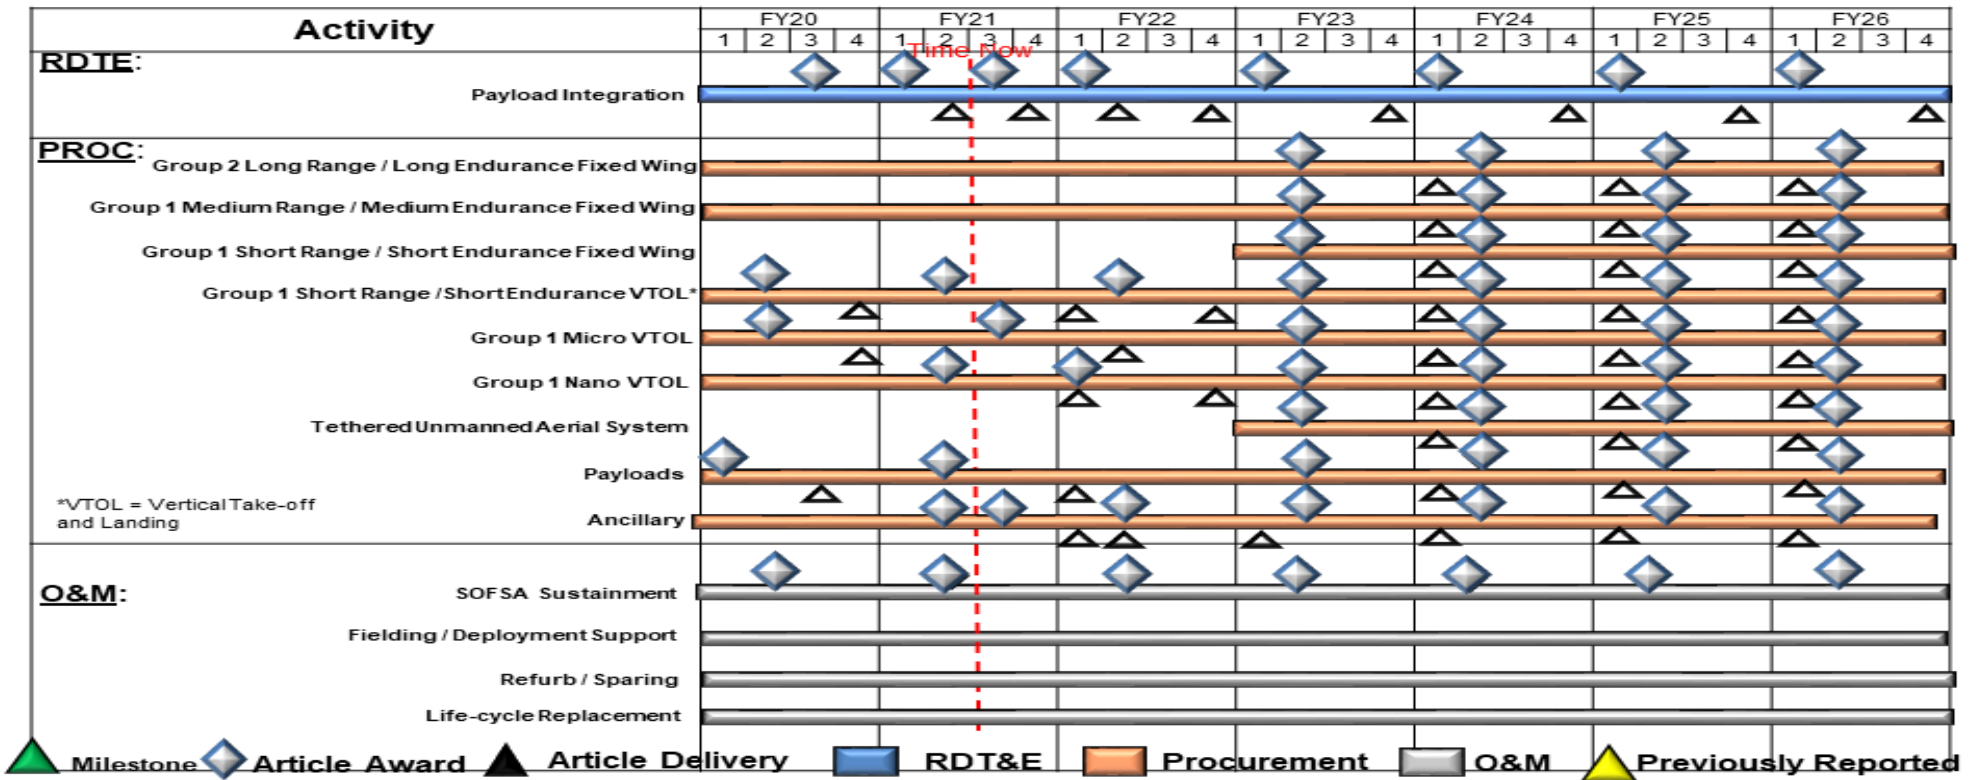 Activity
FY20 FY21 FY22 FY23 FY24 FY25 FY26
1 2 3 4 1 2 3 4 1 2 3 4 1 2 3 4 1 2 3 4 1 2 3 4 1 2 3 4
Time Now
RDTE:
Payload Integration
PROC:
Group 2 Long Range / Long Endurance Fixed Wing
Group 1 Medium Range / Medium Endurance Fixed Wing
Group 1 Short Range / Short Endurance Fixed Wing
Group 1 Short Range / Short Endurance VTOL*
Group 1 Micro VTOL
Group 1 Nano VTOL
Tethered Unmanned Aerial System
Payloads
*VTOL = Vertical Take-off
and Landing
Ancillary
O&M:
SOFSA Sustainment
Fielding / Deployment Support
Refurb / Sparing
Life-cycle Replacement
Milestone Article Award Article Delivery RDT&E Procurement O&M Previously Reported